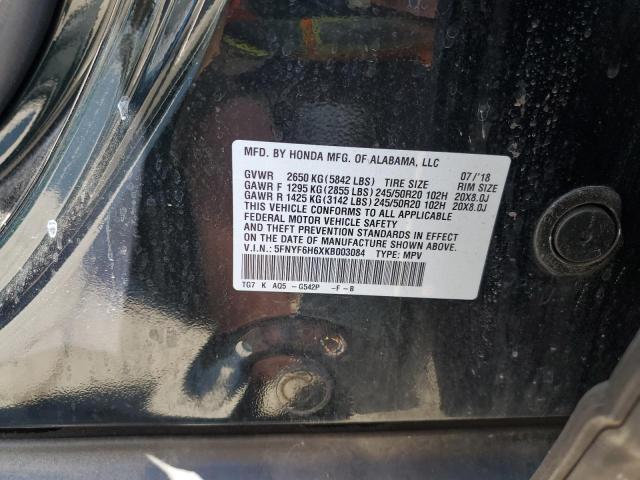 MFD. BY HONDA MFG. OF ALABAMA, LLC
GVWR 2650 KG(5842 LBS) TIRE SIZE 07/'18 RIM SIZE
GAWR F 1295 KG(2855 LBS)245/50R20 102H 20X8.0J
GAWR R 1425 KG(3142 LBS)245/50R20 102H 20X8.0J
THIS VEHICLE CONFORMS TO ALL APPLICABLE
FEDERAL MOTOR VEHICLE SAFETY
AND THEFT PREVENTION STANDARDS IN EFFECT
ON THE DATE OF MANUFACTURE SHOWN ABOVE.
V.I.N.: 5FNYF6H6XKB003084 TYPE: MPV
TG7 K AQ5 -G542P -F-B